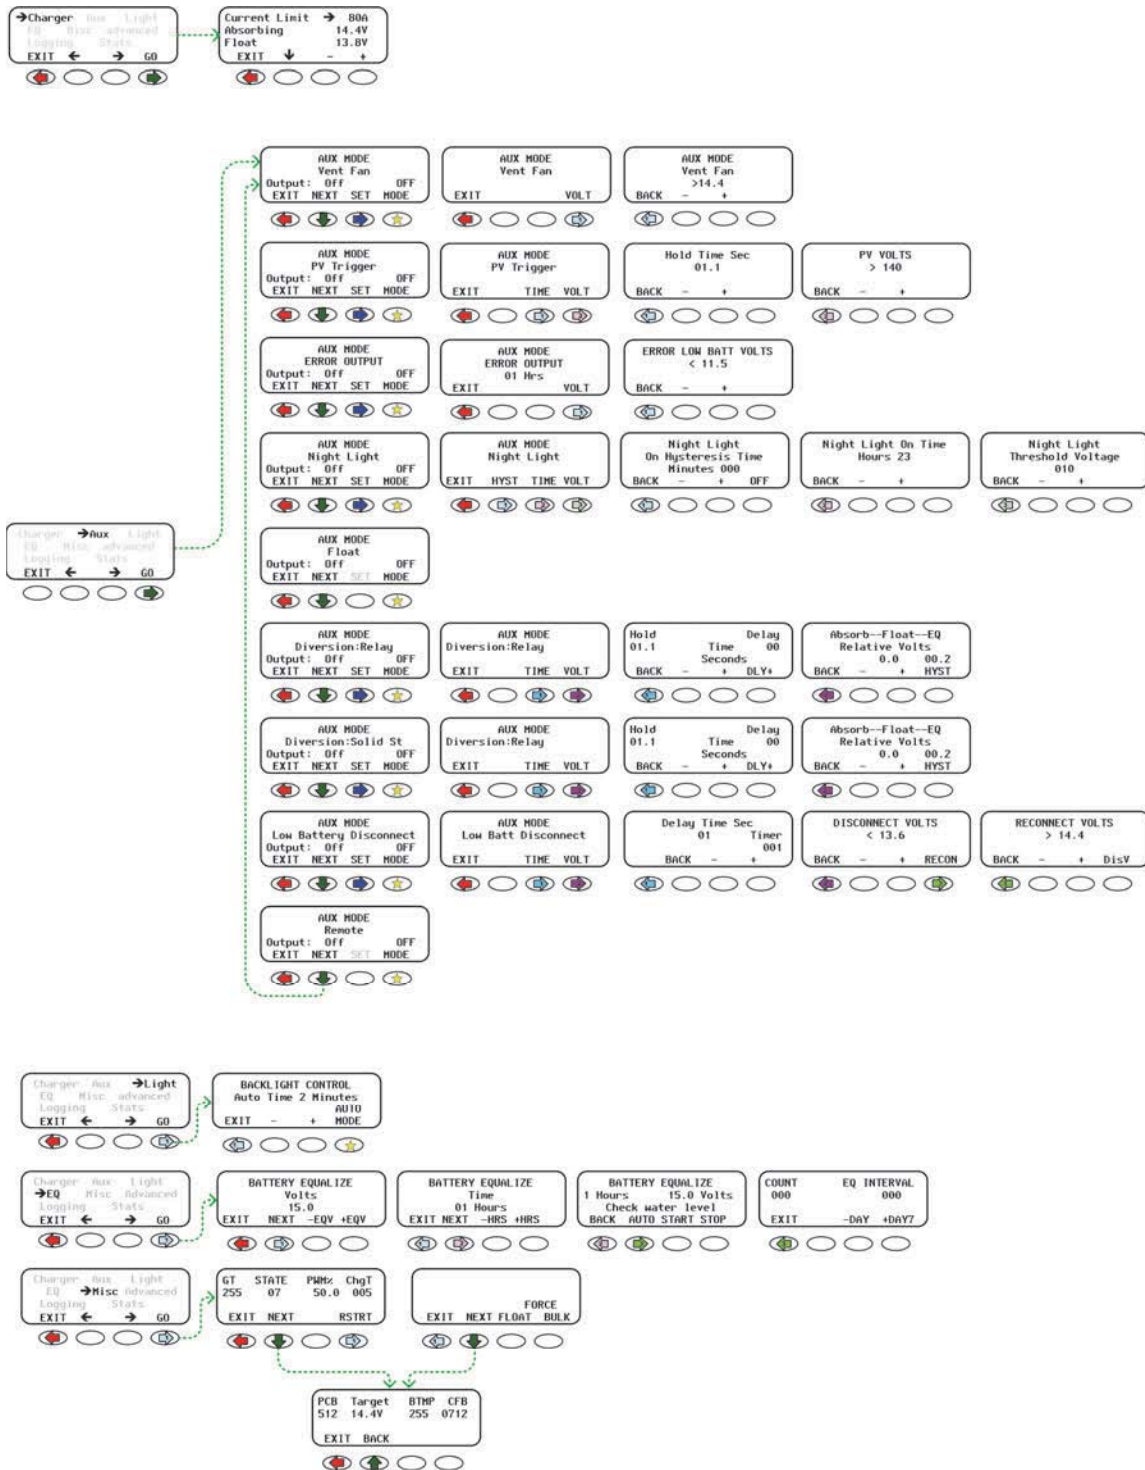 →Charger Aux Light
EQ Misc advanced
Logging Stats
EXIT ← → GO
Current Limit → 80A
Absorbing 14.4V
Float 13.8V
EXIT ↓ - +
AUX MODE
Vent Fan
Output: Off OFF
EXIT NEXT SET MODE
AUX MODE
Vent Fan
EXIT VOLT
AUX MODE
Vent Fan
>14.4
BACK - +
AUX MODE
PV Trigger
Output: Off OFF
EXIT NEXT SET MODE
AUX MODE
PV Trigger
EXIT TIME VOLT
Hold Time Sec
01.1
BACK - +
PV VOLTS
> 140
BACK - +
AUX MODE
ERROR OUTPUT
Output: Off OFF
EXIT NEXT SET MODE
AUX MODE
ERROR OUTPUT
01 Hrs
EXIT VOLT
ERROR LOW BATT VOLTS
< 11.5
BACK - +
AUX MODE
Night Light
Output: Off OFF
EXIT NEXT SET MODE
AUX MODE
Night Light
EXIT HYST TIME VOLT
Night Light
On Hysteresis Time
Minutes 000
BACK - + OFF
Night Light On Time
Hours 23
BACK - +
Night Light
Threshold Voltage
010
BACK - +
Charger →Aux Light
EQ Misc advanced
Logging Stats
EXIT ← → GO
AUX MODE
Float
Output: Off OFF
EXIT NEXT SET MODE
AUX MODE
Diversion:Relay
Output: Off OFF
EXIT NEXT SET MODE
AUX MODE
Diversion:Relay
EXIT TIME VOLT
Hold Delay
01.1 Time 00
Seconds
BACK - + DLY+
Absorb--Float--EQ
Relative Volts
0.0 00.2
BACK - + HYST
AUX MODE
Diversion:Solid St
Output: Off OFF
EXIT NEXT SET MODE
AUX MODE
Diversion:Relay
EXIT TIME VOLT
Hold Delay
01.1 Time 00
Seconds
BACK - + DLY+
Absorb--Float--EQ
Relative Volts
0.0 00.2
BACK - + HYST
AUX MODE
Low Battery Disconnect
Output: Off OFF
EXIT NEXT SET MODE
AUX MODE
Low Batt Disconnect
EXIT TIME VOLT
Delay Time Sec
01 Timer
001
BACK - +
DISCONNECT VOLTS
< 13.6
BACK - + RECON
RECONNECT VOLTS
> 14.4
BACK - + DisV
AUX MODE
Remote
Output: Off OFF
EXIT NEXT SET MODE
Charger Aux →Light
EQ Misc advanced
Logging Stats
EXIT ← → GO
BACKLIGHT CONTROL
Auto Time 2 Minutes
AUTO
EXIT - + MODE
Charger Aux Light
→EQ Misc Advanced
Logging Stats
EXIT ← → GO
BATTERY EQUALIZE
Volts
15.0
EXIT NEXT -EQV +EQV
BATTERY EQUALIZE
Time
01 Hours
EXIT NEXT -HRS +HRS
BATTERY EQUALIZE
1 Hours 15.0 Volts
Check water level
BACK AUTO START STOP
COUNT EQ INTERVAL
000 000
EXIT -DAY +DAY7
Charger Aux Light
EQ →Misc Advanced
Logging Stats
EXIT ← → GO
GT STATE PWM% ChgT
255 07 50.0 005
EXIT NEXT RSTRT
FORCE
EXIT NEXT FLOAT BULK
PCB Target BTMP CFB
512 14.4V 255 0712
EXIT BACK